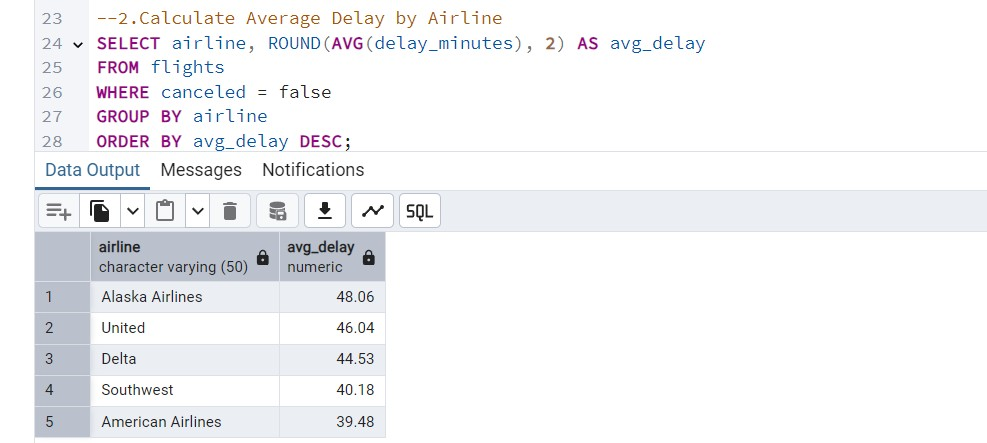 23 --2.Calculate Average Delay by Airline
24 SELECT airline, ROUND(AVG(delay_minutes), 2) AS avg_delay
25 FROM flights
26 WHERE canceled = false
27 GROUP BY airline
28 ORDER BY avg_delay DESC;
Data Output Messages Notifications
SQL
airline avg_delay
character varying (50) numeric
1 Alaska Airlines 48.06
2 United 46.04
3 Delta 44.53
4 Southwest 40.18
5 American Airlines 39.48